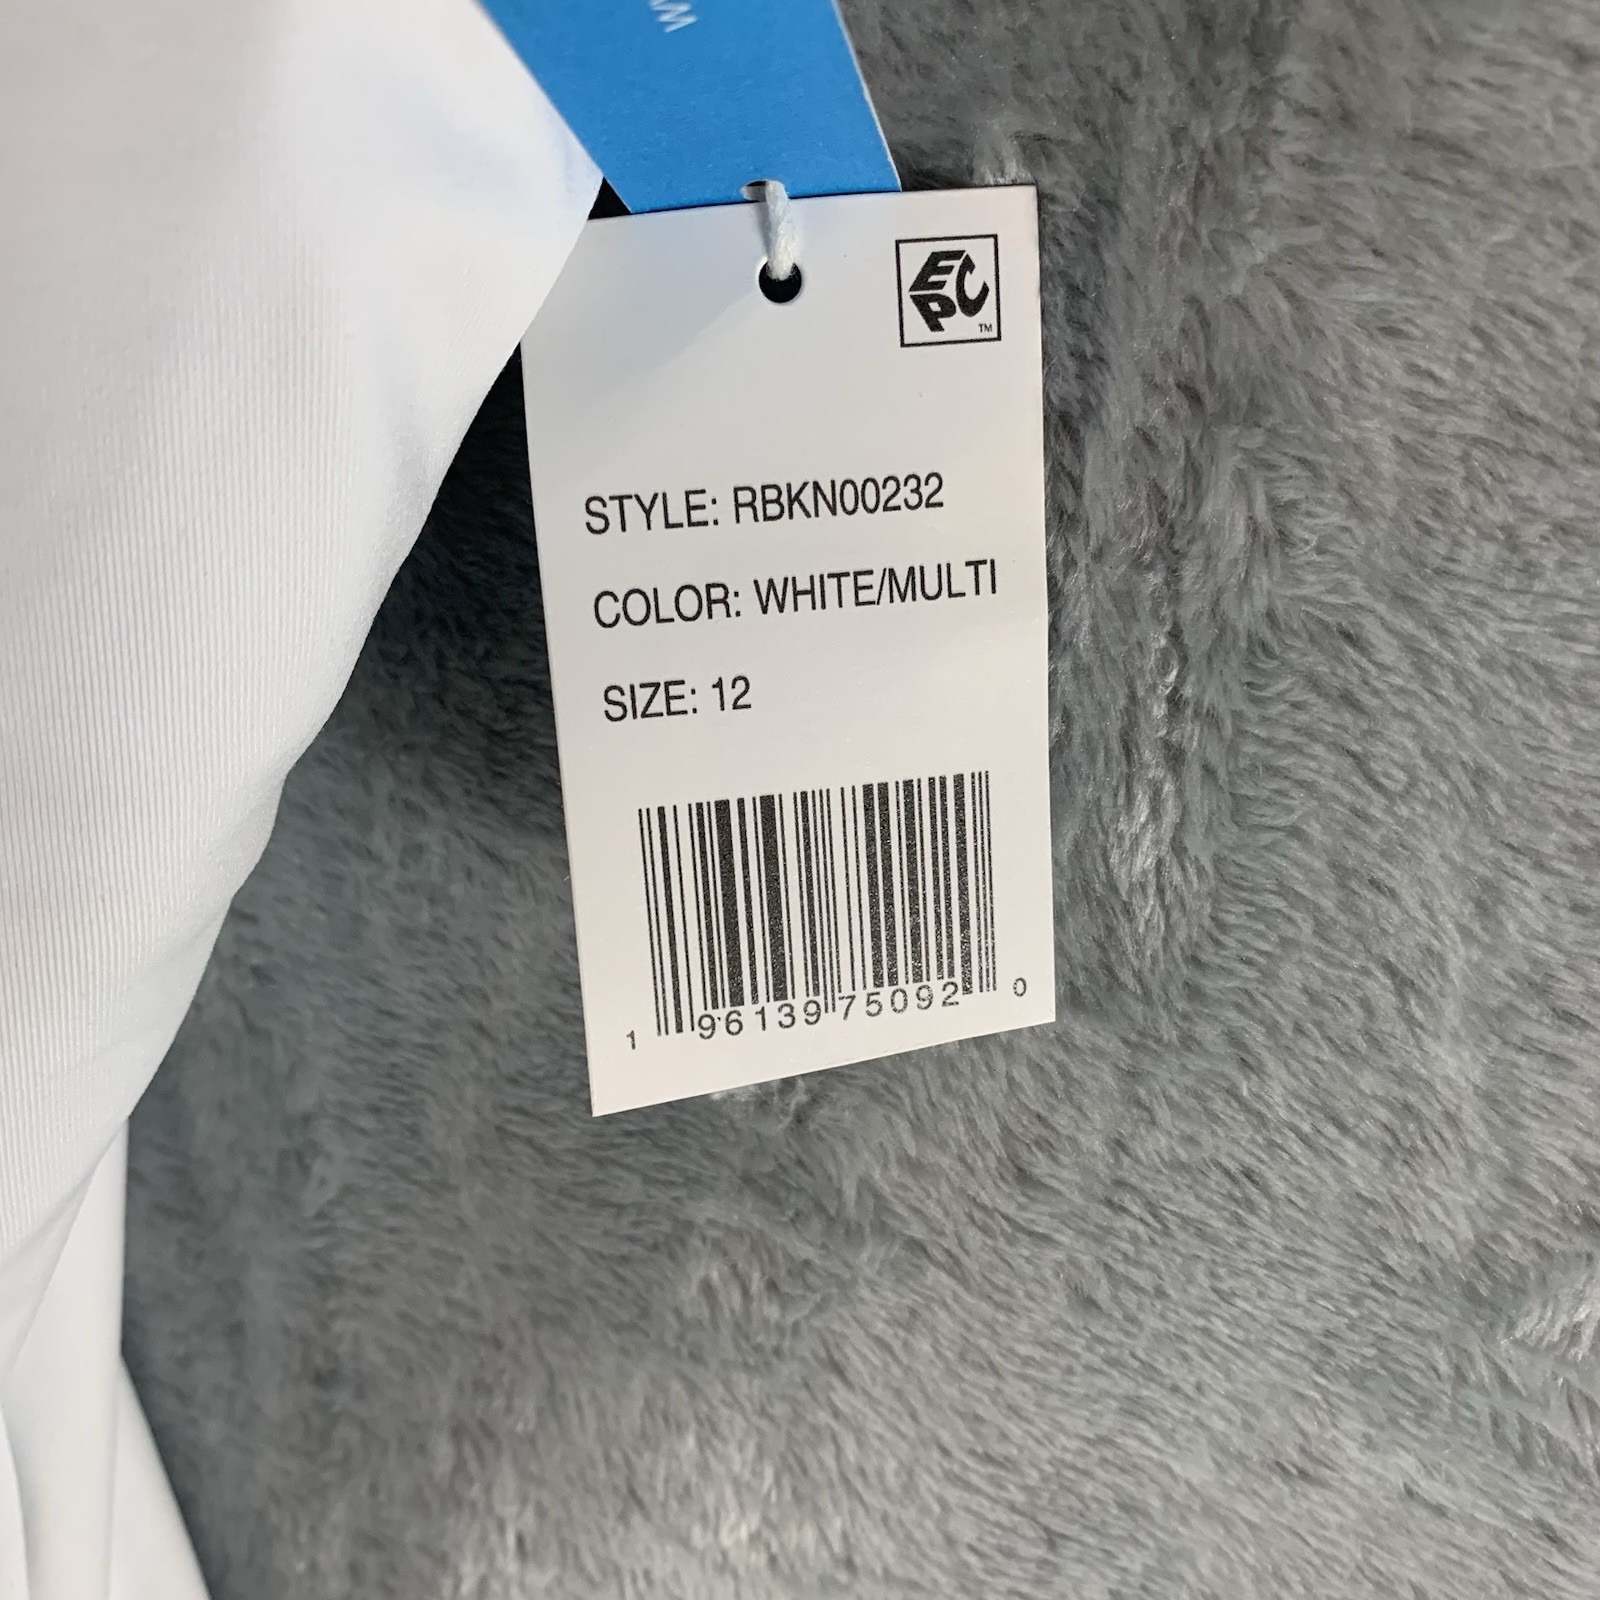 EPC
TM
STYLE: RBKN00232
COLOR: WHITE/MULTI
SIZE: 12
1 96139 75092 0